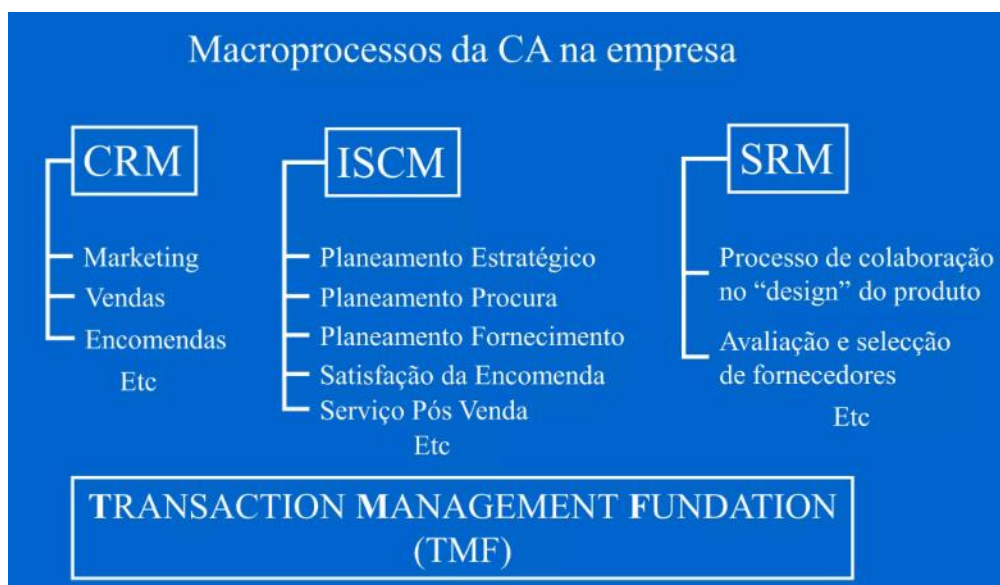 Macroprocessos da CA na empresa
CRM
Marketing
Vendas
Encomendas
Etc
ISCM
Planeamento Estratégico
Planeamento Procura
Planeamento Fornecimento
Satisfação da Encomenda
Serviço Pós Venda
Etc
SRM
Processo de colaboração
no “design” do produto
Avaliação e selecção
de fornecedores
Etc
TRANSACTION MANAGEMENT FUNDATION
(TMF)